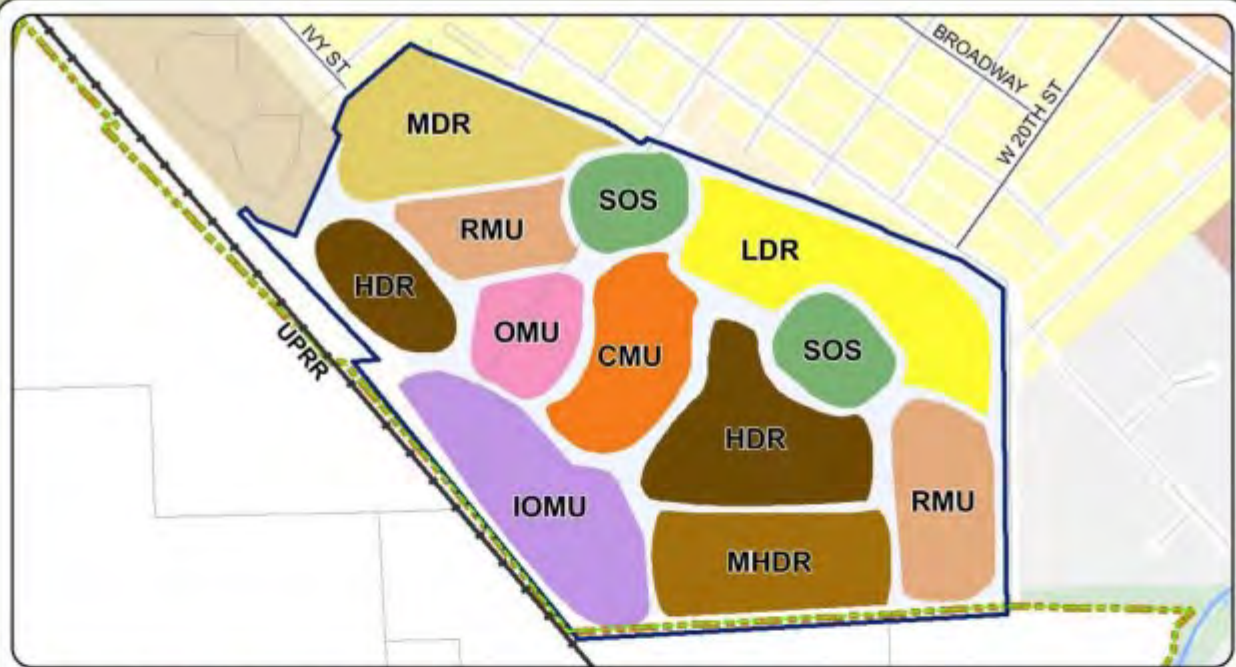 IVY ST
BROADWAY
W 20TH ST
MDR
SOS
RMU
LDR
HDR
OMU
CMU
SOS
UPRR
HDR
RMU
IOMU
MHDR